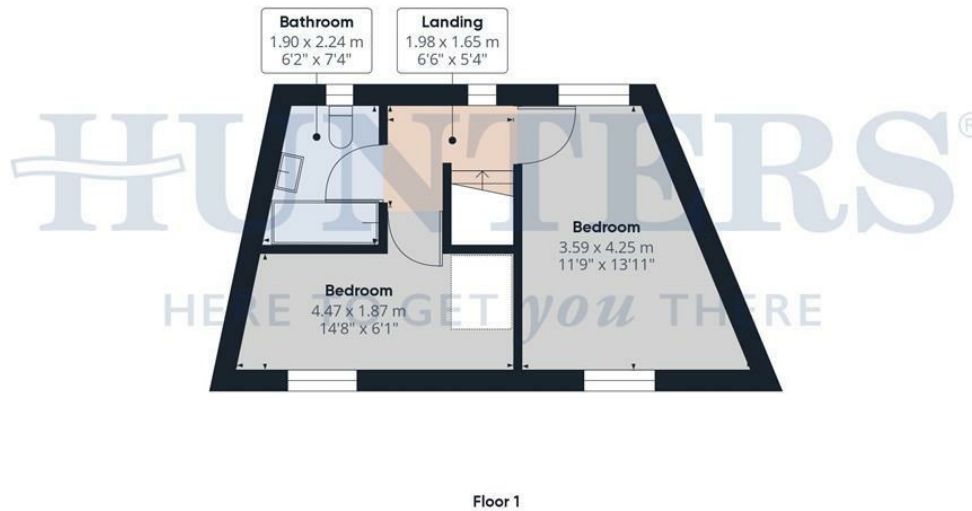 Bathroom
1.90 x 2.24 m
6'2" x 7'4"
Landing
1.98 x 1.65 m
6'6" x 5'4"
HUNTERS®
Bedroom
3.59 x 4.25 m
11'9" x 13'11"
Bedroom
4.47 x 1.87 m
14'8" x 6'1"
HERE TO GET you THERE
Floor 1